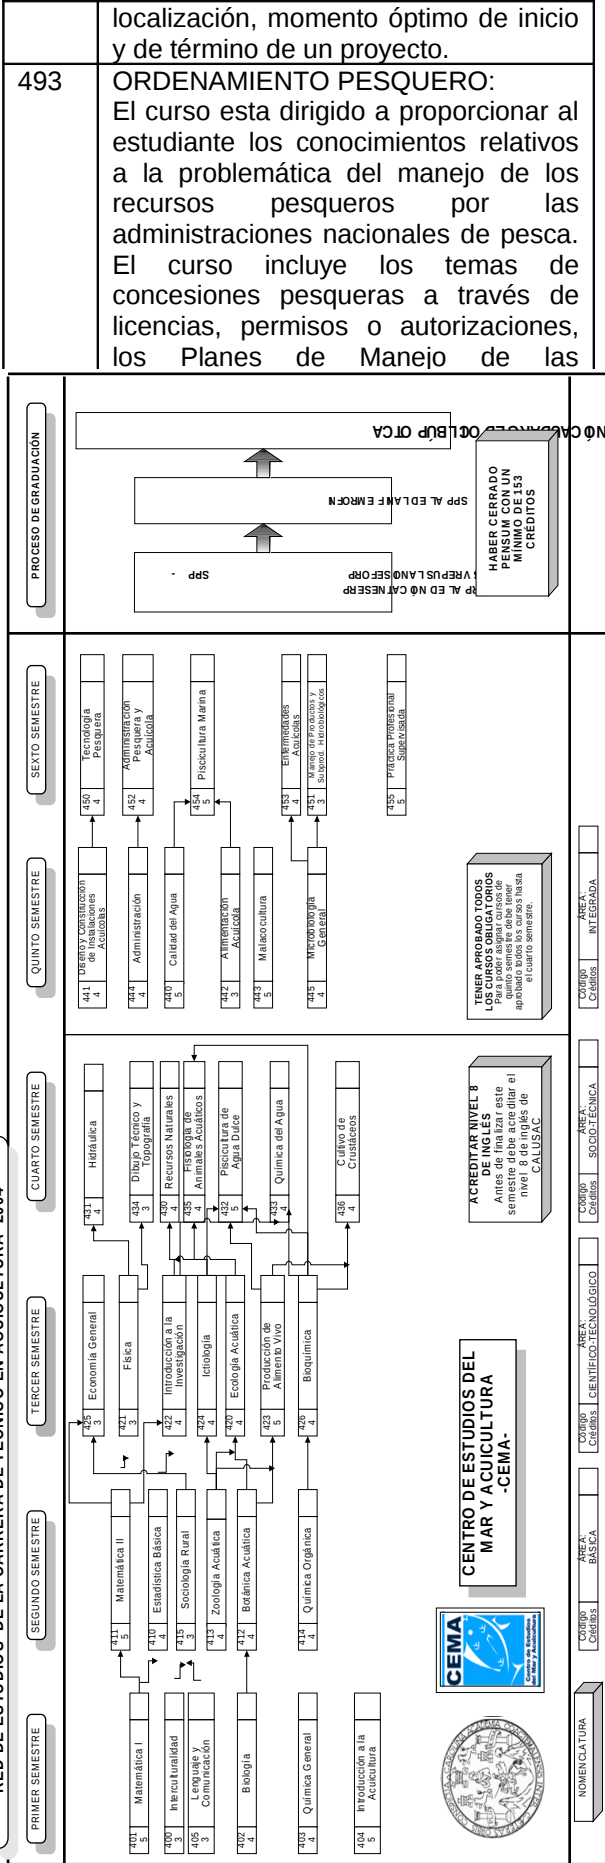 localización, momento óptimo de inicio
y de término de un proyecto.
493
ORDENAMIENTO PESQUERO:
El curso esta dirigido a proporcionar al
estudiante los conocimientos relativos
a la problemática del manejo de los
recursos pesqueros por las
administraciones nacionales de pesca.
El curso incluye los temas de
concesiones pesqueras a través de
licencias, permisos o autorizaciones,
los Planes de Manejo de las
PROCESO DE GRADUACIÓN
HABER CERRADO
PENSUM CON UN
MÍNIMO DE 153
CRÉDITOS
SEXTO SEMESTRE
450
4
Tecnología
Pesquera
452
4
Administración
Pesquera y
Acuícola
454
5
Piscicultura Marina
453
4
Enfermedades
Acuícolas
451
3
Manejo de Productos y
Subprod. Hidrobiológicos
455
5
Práctica Profesional
Supervisada
QUINTO SEMESTRE
441
4
Diseño y Construcción
de Instalaciones
Acuícolas
444
4
Administración
440
5
Calidad del Agua
442
3
Alimentación
Acuícola
443
5
Malacocultura
445
4
Microbiología
General
TENER APROBADO TODOS
LOS CURSOS OBLIGATORIOS
Para poder asignar cursos de
quinto semestre debe tener
aprobado todos los cursos hasta
el cuarto semestre.
CUARTO SEMESTRE
431
4
Hidráulica
434
3
Dibujo Técnico y
Topografía
430
4
Recursos Naturales
435
4
Fisiología de
Animales Acuáticos
432
5
Piscicultura de
Agua Dulce
433
4
Química del Agua
436
4
Cultivo de
Crustáceos
ACREDITAR NIVEL 8
DE INGLÉS
Antes de finalizar este
semestre debe acreditar el
nivel 8 de inglés de
CALUSAC
TERCER SEMESTRE
425
3
Economía General
421
3
Física
422
4
Introducción a la
Investigación
424
4
Ictiología
420
4
Ecología Acuática
423
5
Producción de
Alimento Vivo
426
4
Bioquímica
SEGUNDO SEMESTRE
411
5
Matemática II
410
4
Estadística Básica
415
3
Sociología Rural
413
4
Zoología Acuática
412
4
Botánica Acuática
414
4
Química Orgánica
PRIMER SEMESTRE
401
5
Matemática I
400
3
Interculturalidad
405
3
Lenguaje y
Comunicación
402
4
Biología
403
4
Química General
404
5
Introducción a la
Acuicultura
CENTRO DE ESTUDIOS DEL
MAR Y ACUICULTURA
-CEMA-
CEMA
Centro de Estudios
del Mar y Acuicultura
NOMENCLATURA
Código
Créditos
ÁREA:
BÁSICA
Código
Créditos
ÁREA:
CIENTÍFICO-TECNOLÓGICO
Código
Créditos
ÁREA:
SOCIO-TÉCNICA
Código
Créditos
ÁREA:
INTEGRADA